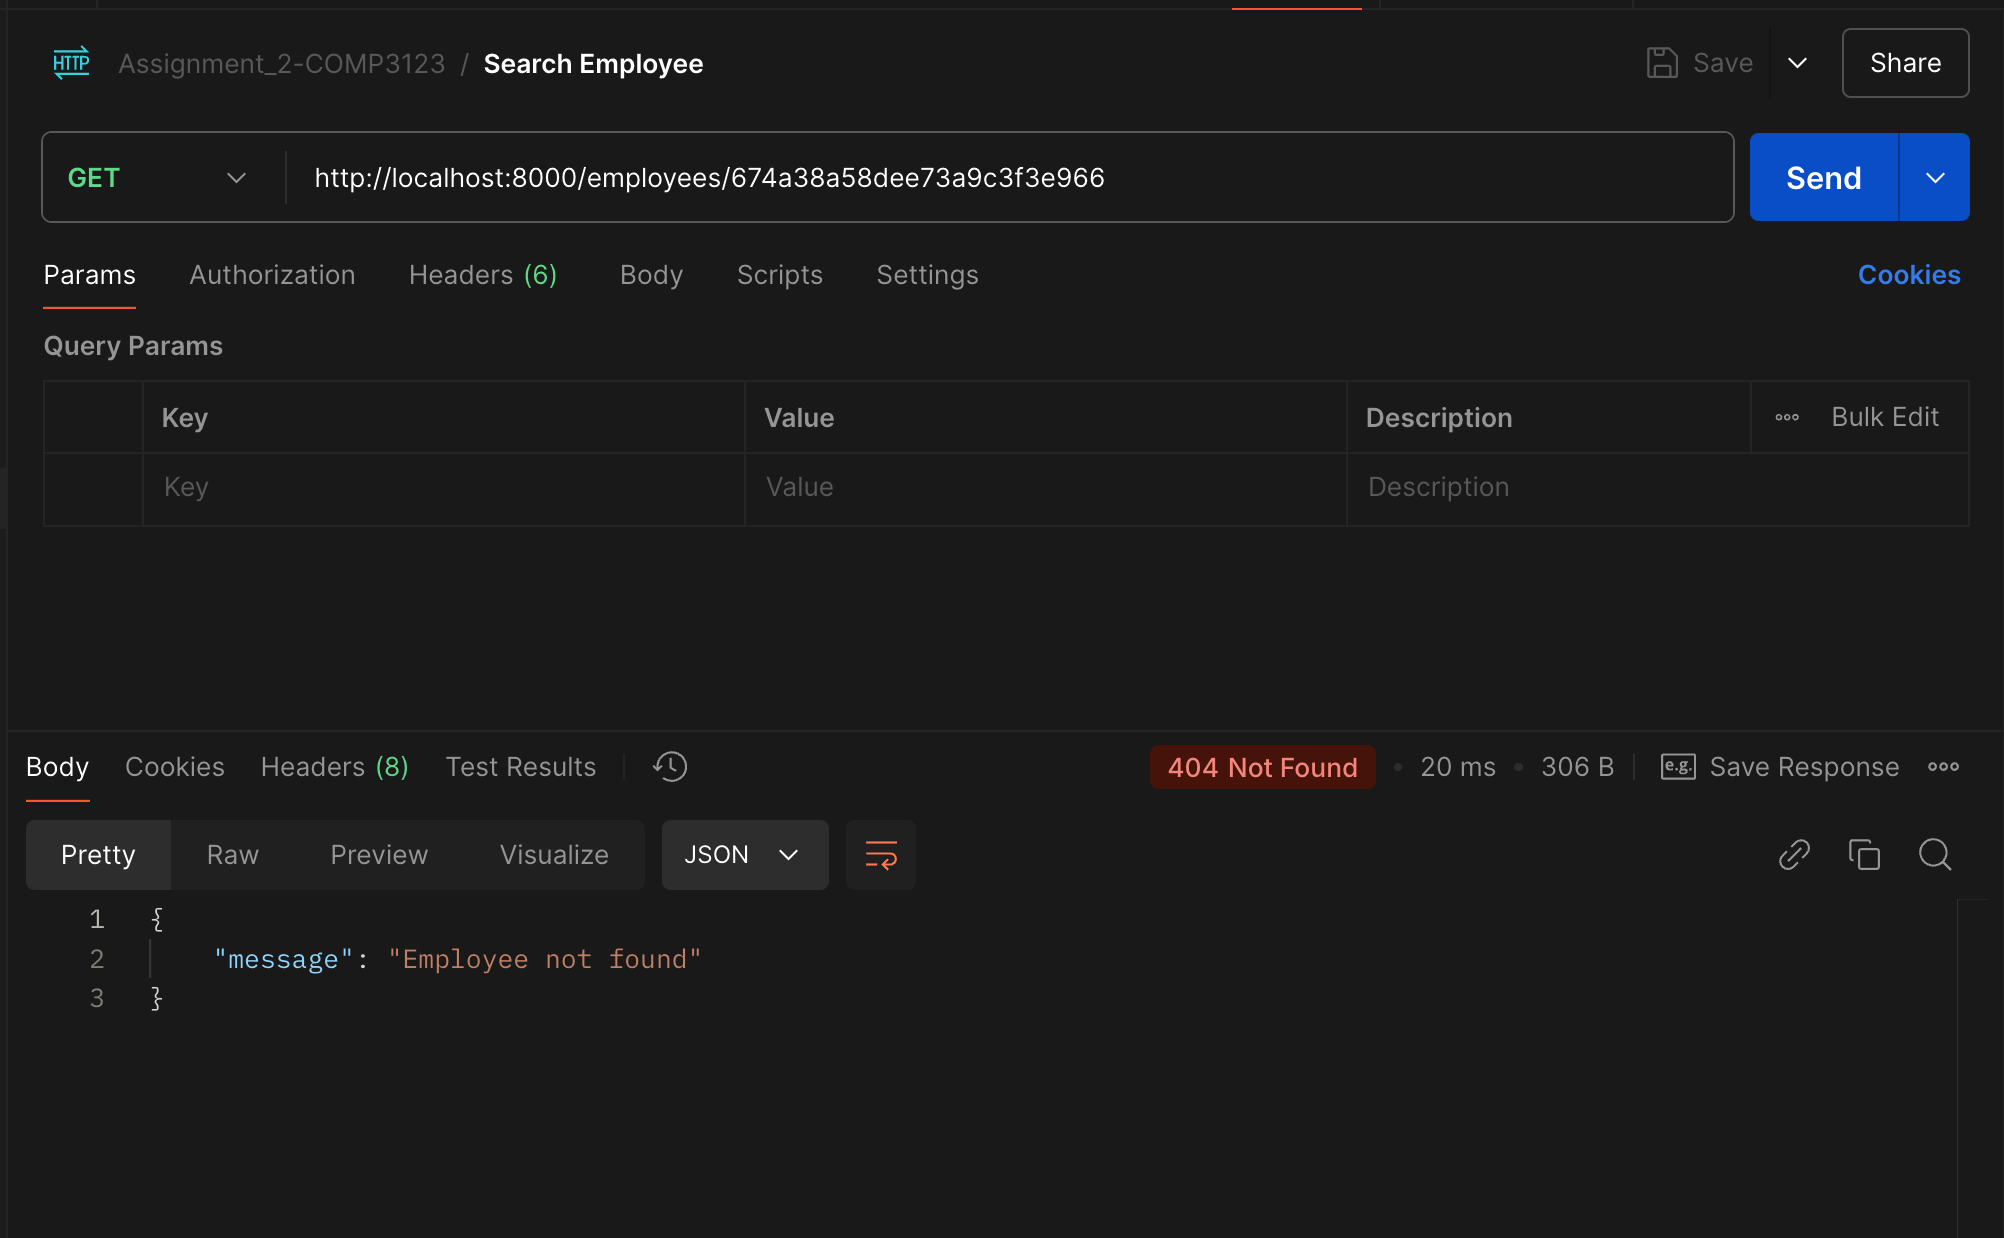 HTTP Assignment_2-COMP3123 / Search Employee Save Share
GET http://localhost:8000/employees/674a38a58dee73a9c3f3e966 Send
Params Authorization Headers (6) Body Scripts Settings Cookies
Query Params
Key Value Description Bulk Edit
Key Value Description
Body Cookies Headers (8) Test Results 404 Not Found 20 ms 306 B e.g. Save Response
Pretty Raw Preview Visualize JSON
1 {
2 "message": "Employee not found"
3 }